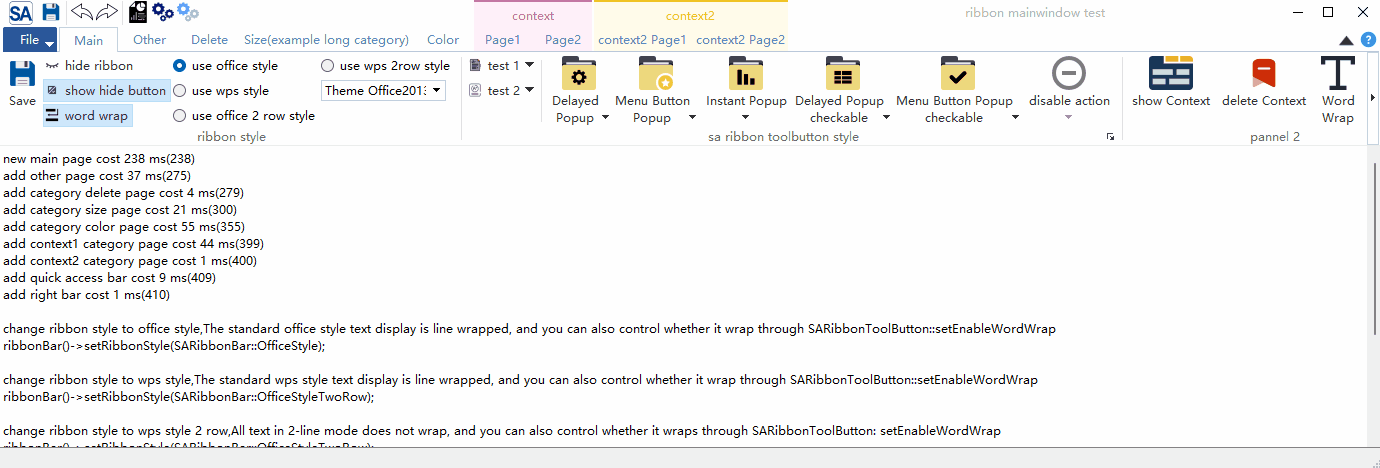 SA
context
context2
ribbon mainwindow test
File
Main
Other
Delete
Size(example long category)
Color
Page1
Page2
context2 Page1
context2 Page2
Save
hide ribbon
show hide button
word wrap
use office style
use wps style
use office 2 row style
use wps 2row style
Theme Office2013
ribbon style
test 1
test 2
Delayed
Popup
Menu Button
Popup
Instant Popup
Delayed Popup
checkable
Menu Button Popup
checkable
disable action
sa ribbon toolbutton style
show Context
delete Context
Word
Wrap
pannel 2
new main page cost 238 ms(238)
add other page cost 37 ms(275)
add category delete page cost 4 ms(279)
add category size page cost 21 ms(300)
add category color page cost 55 ms(355)
add context1 category page cost 44 ms(399)
add context2 category page cost 1 ms(400)
add quick access bar cost 9 ms(409)
add right bar cost 1 ms(410)
change ribbon style to office style,The standard office style text display is line wrapped, and you can also control whether it wrap through SARibbonToolButton::setEnableWordWrap
ribbonBar()->setRibbonStyle(SARibbonBar::OfficeStyle);
change ribbon style to wps style,The standard wps style text display is line wrapped, and you can also control whether it wrap through SARibbonToolButton::setEnableWordWrap
ribbonBar()->setRibbonStyle(SARibbonBar::OfficeStyleTwoRow);
change ribbon style to wps style 2 row,All text in 2-line mode does not wrap, and you can also control whether it wraps through SARibbonToolButton: setEnableWordWrap
ribbonBar()->setRibbonStyle(SARibbonBar::OfficeStyleTwoRow);